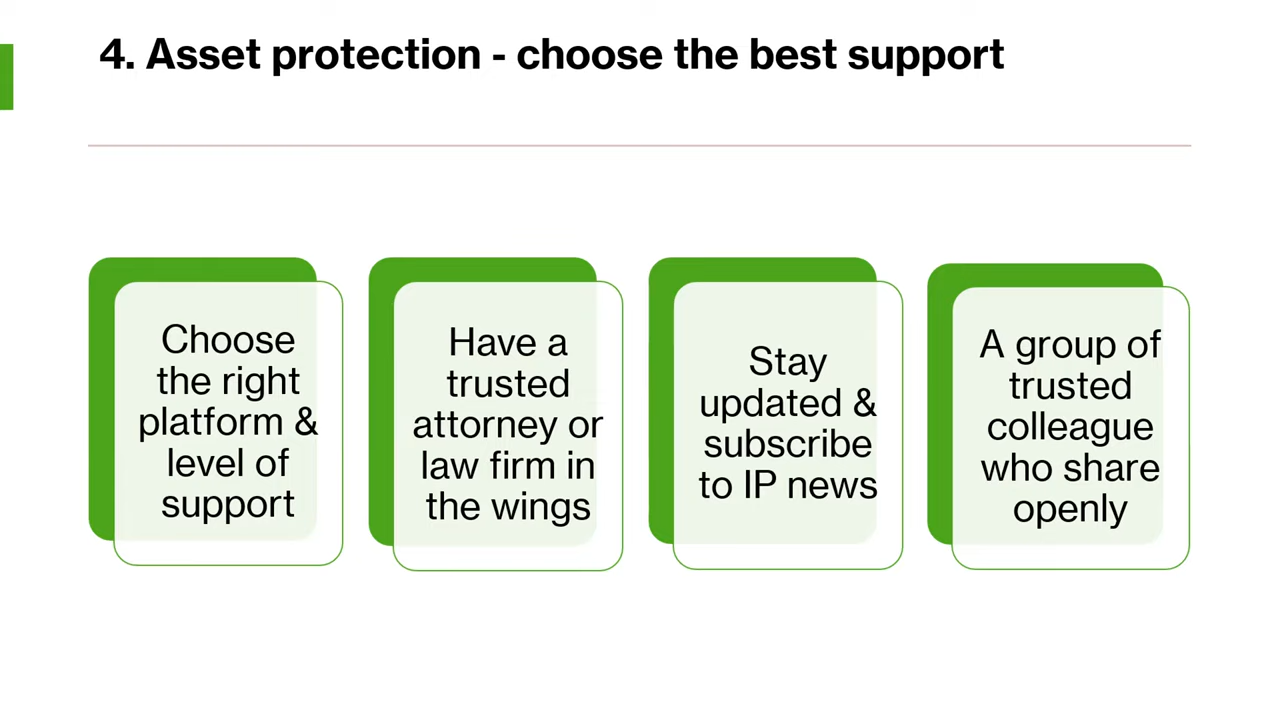 4. Asset protection - choose the best support
Choose
the right
platform &
level of
support
Have a
trusted
attorney or
law firm in
the wings
Stay
updated &
subscribe
to IP news
A group of
trusted
colleague
who share
openly